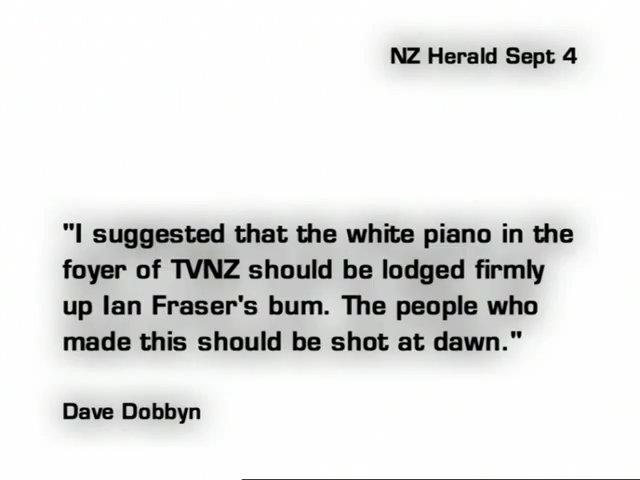 NZ Herald Sept 4
"I suggested that the white piano in the
foyer of TVNZ should be lodged firmly
up Ian Fraser's bum. The people who
made this should be shot at dawn."
Dave Dobbyn